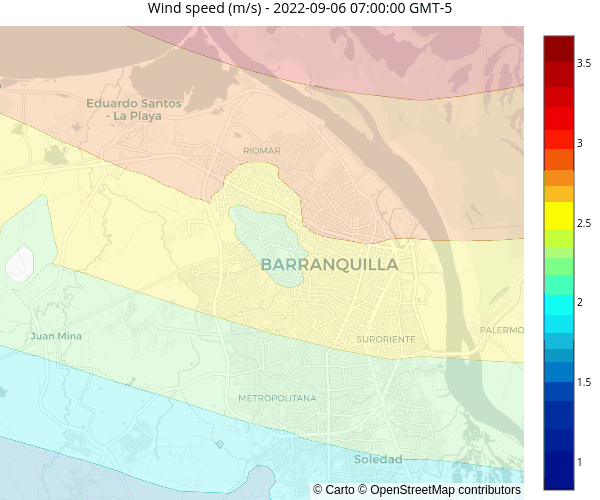 Wind speed (m/s) - 2022-09-06 07:00:00 GMT-5
3.5
Eduardo Santos
- La Playa
RIOMAR
3
2.5
BARRANQUILLA
2
Juan Mina
PALERMO
SURORIENTE
1.5
METROPOLITANA
Soledad
1
© Carto © OpenStreetMap contributors